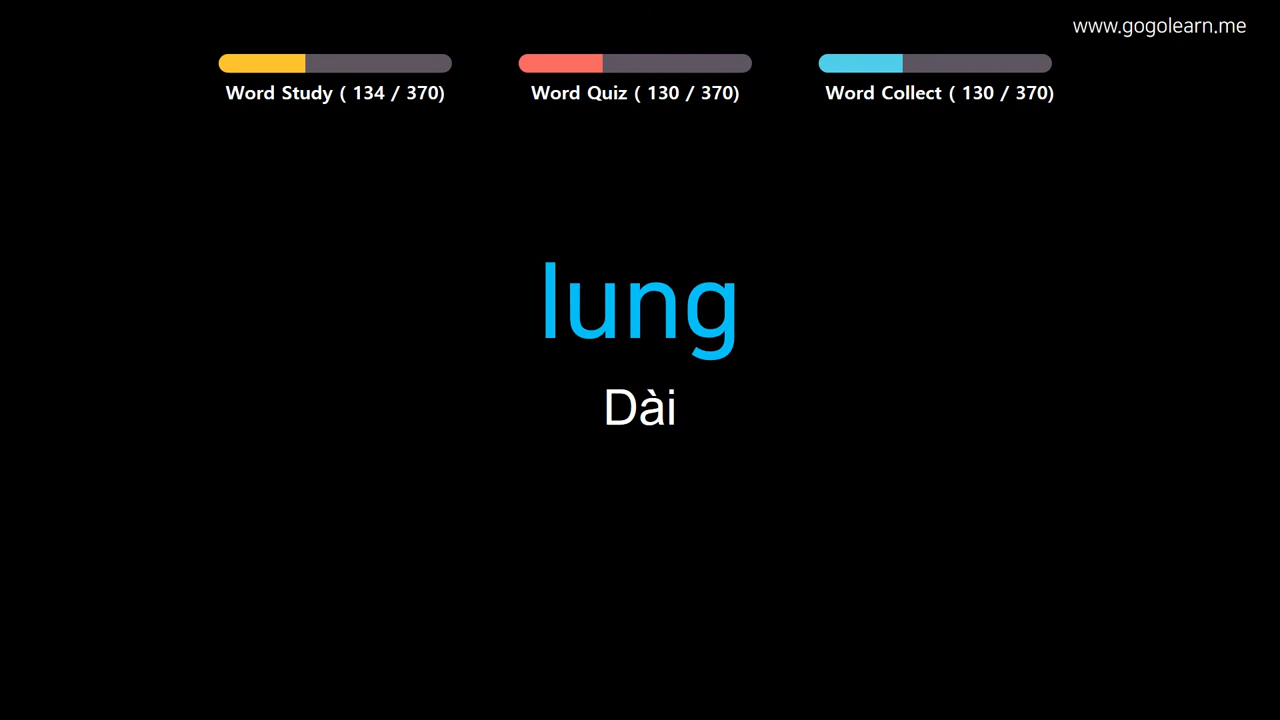 www.gogolearn.me
Word Study ( 134 / 370)
Word Quiz ( 130 / 370)
Word Collect ( 130 / 370)
lung
Dài